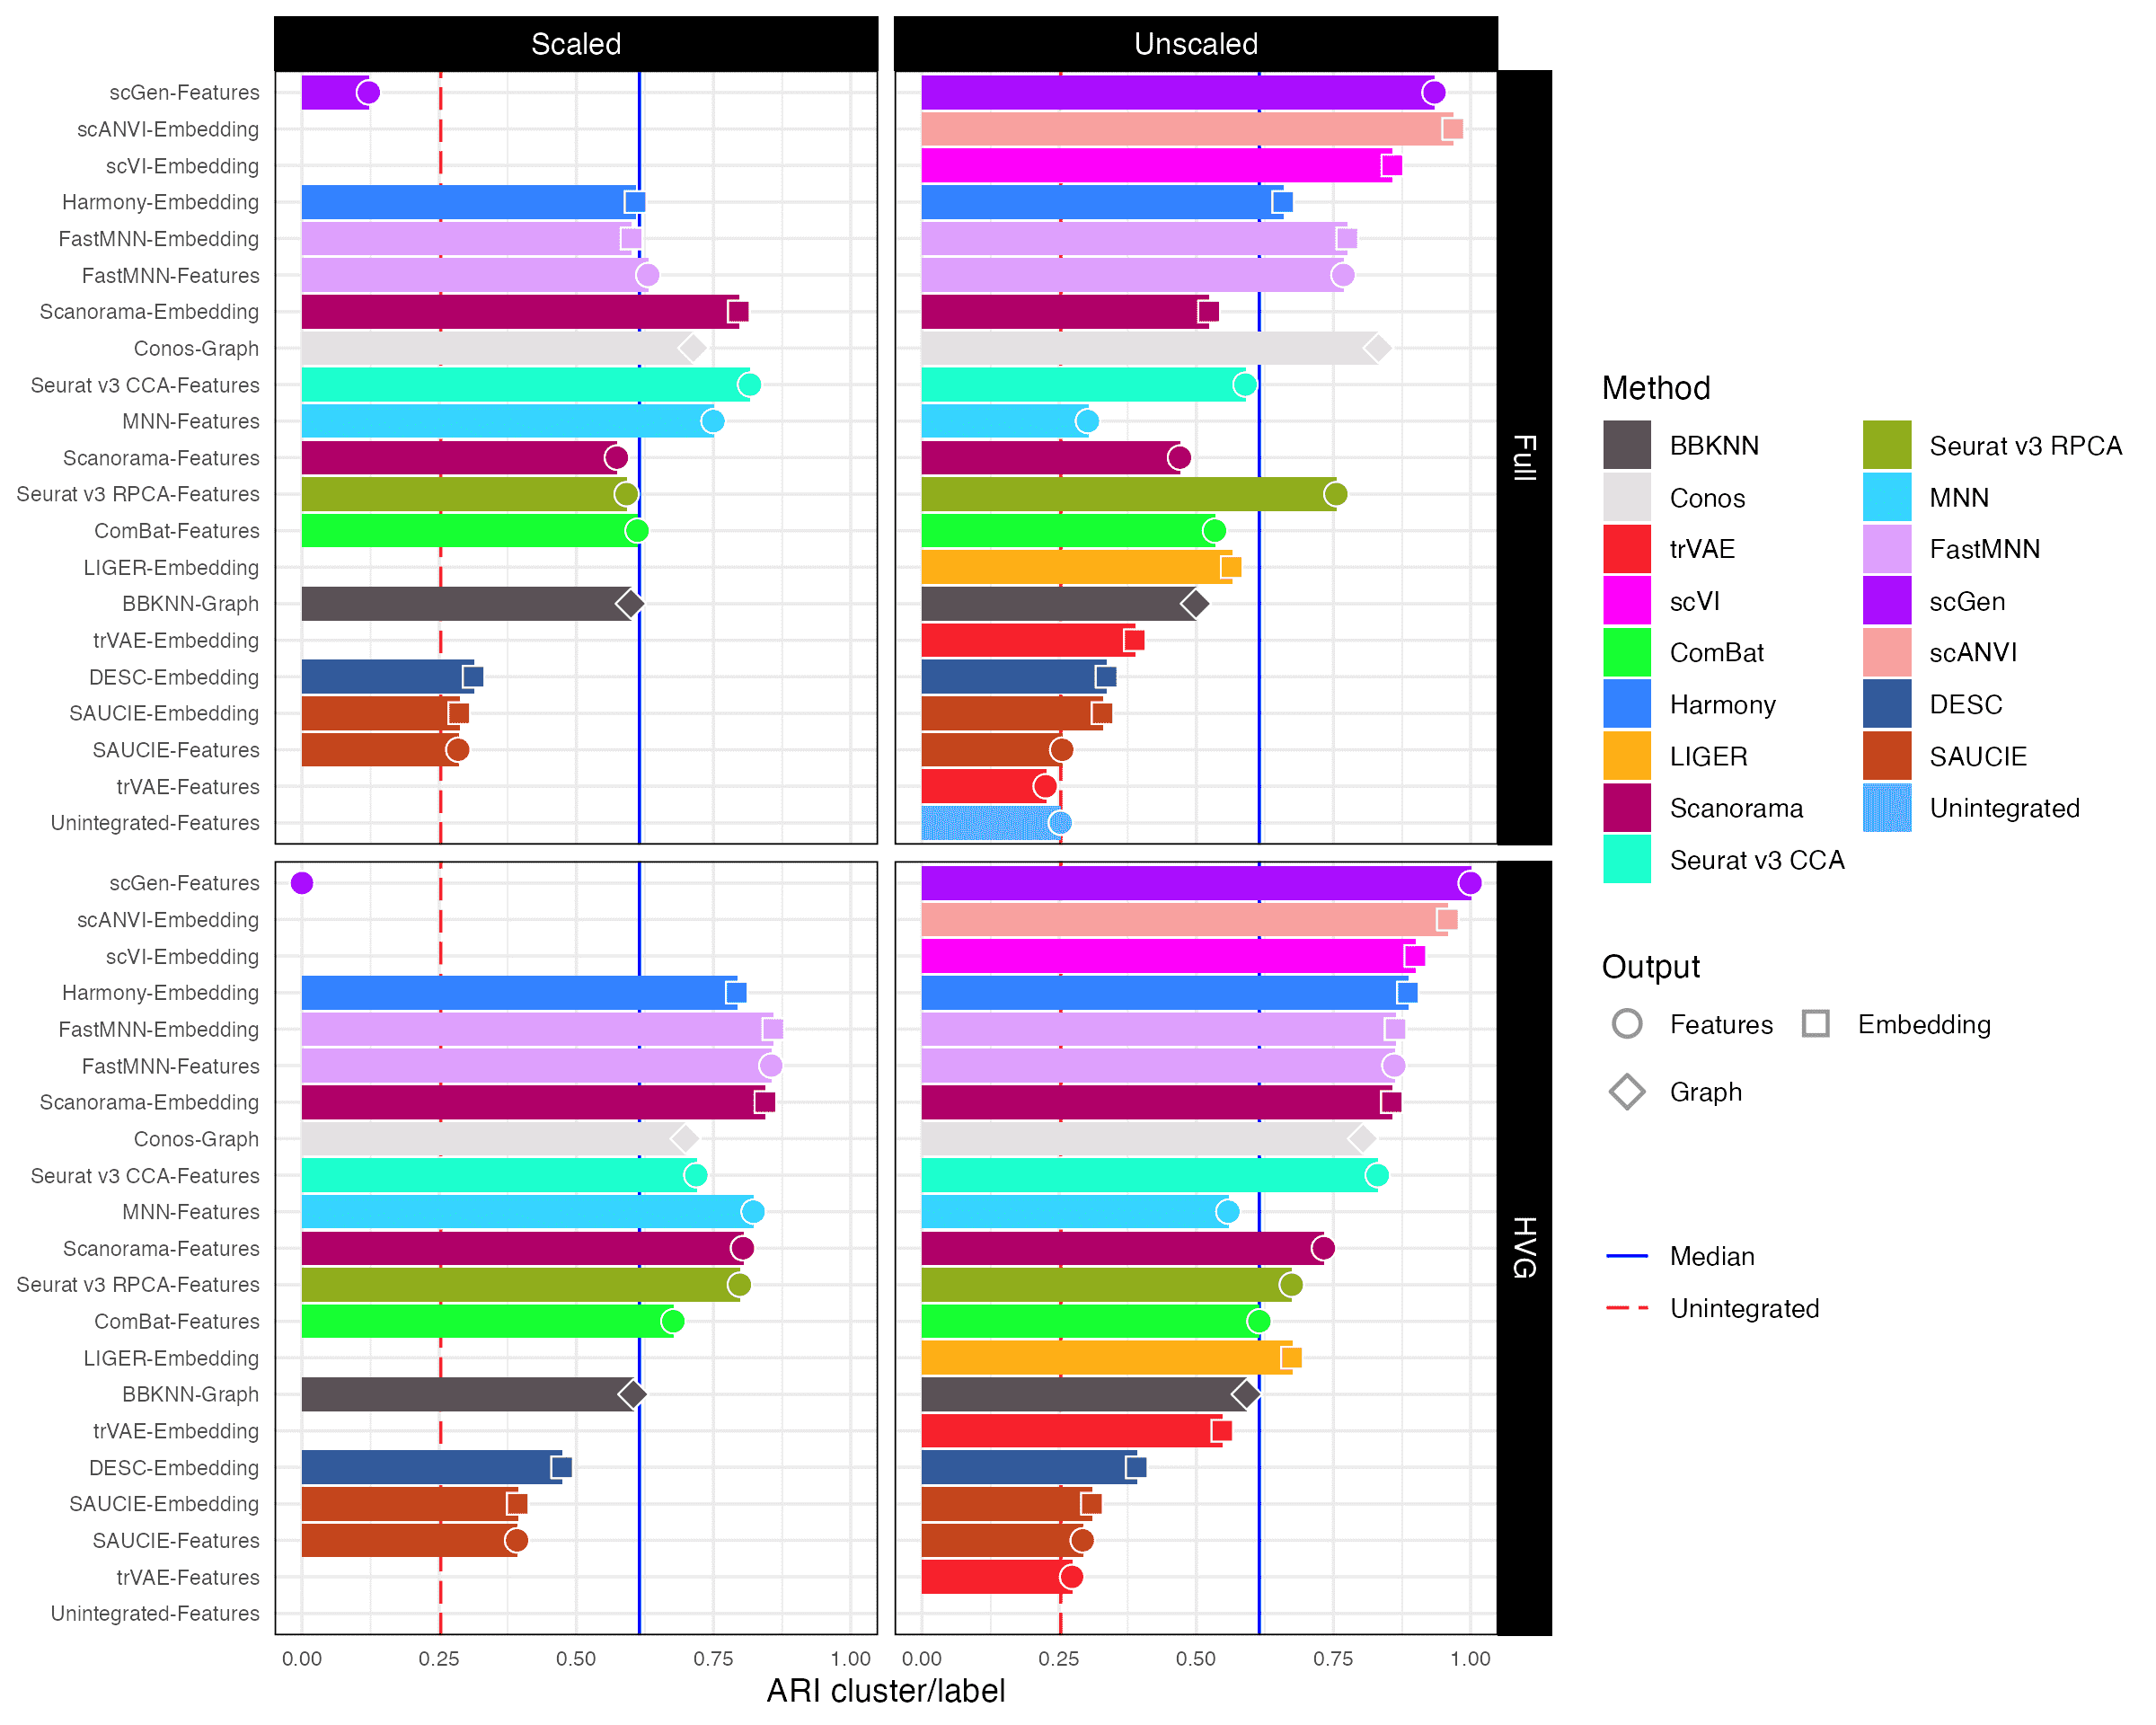 Scaled
Unscaled
scGen-Features
scANVI-Embedding
scVI-Embedding
Harmony-Embedding
FastMNN-Embedding
FastMNN-Features
Scanorama-Embedding
Conos-Graph
Seurat v3 CCA-Features
MNN-Features
Scanorama-Features
Seurat v3 RPCA-Features
ComBat-Features
LIGER-Embedding
BBKNN-Graph
trVAE-Embedding
DESC-Embedding
SAUCIE-Embedding
SAUCIE-Features
trVAE-Features
Unintegrated-Features
Full
scGen-Features
scANVI-Embedding
scVI-Embedding
Harmony-Embedding
FastMNN-Embedding
FastMNN-Features
Scanorama-Embedding
Conos-Graph
Seurat v3 CCA-Features
MNN-Features
Scanorama-Features
Seurat v3 RPCA-Features
ComBat-Features
LIGER-Embedding
BBKNN-Graph
trVAE-Embedding
DESC-Embedding
SAUCIE-Embedding
SAUCIE-Features
trVAE-Features
Unintegrated-Features
HVG
0.00 0.25 0.50 0.75 1.00
0.00 0.25 0.50 0.75 1.00
ARI cluster/label
Method
BBKNN
Conos
trVAE
scVI
ComBat
Harmony
LIGER
Scanorama
Seurat v3 CCA
Seurat v3 RPCA
MNN
FastMNN
scGen
scANVI
DESC
SAUCIE
Unintegrated
Output
Features
Embedding
Graph
Median
Unintegrated